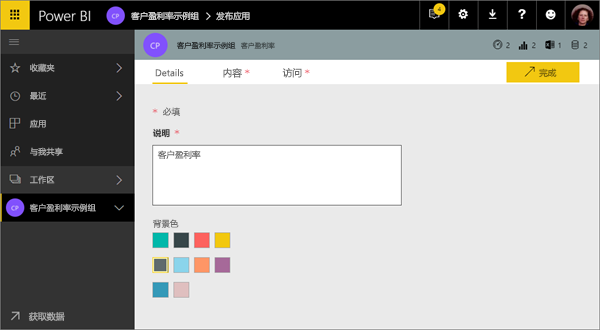 Power BI CP 客户盈利率示例组 > 发布应用 4 ?
CP 客户盈利率示例组 客户盈利率 2 2 1 2
收藏夹
最近
应用
与我共享
工作区
CP 客户盈利率示例组
获取数据
Details 内容 * 访问 * 完成
* 必填
说明 *
客户盈利率
背景色